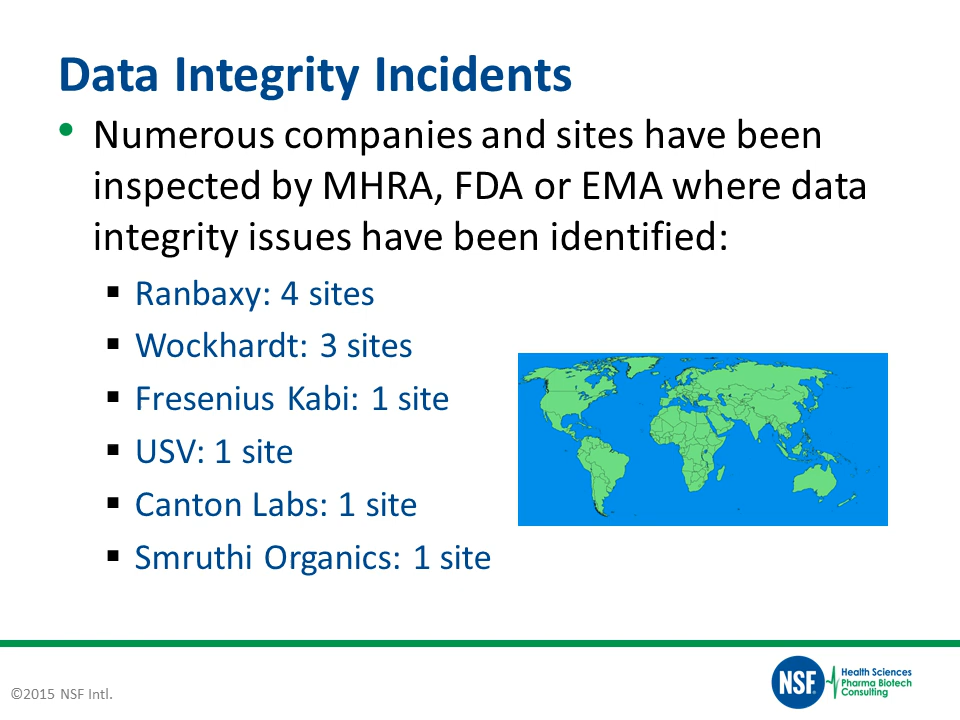 Data Integrity Incidents
• Numerous companies and sites have been
inspected by MHRA, FDA or EMA where data
integrity issues have been identified:
▪ Ranbaxy: 4 sites
▪ Wockhardt: 3 sites
▪ Fresenius Kabi: 1 site
▪ USV: 1 site
▪ Canton Labs: 1 site
▪ Smruthi Organics: 1 site
©2015 NSF Intl.
NSF
Health Sciences
Pharma Biotech
Consulting